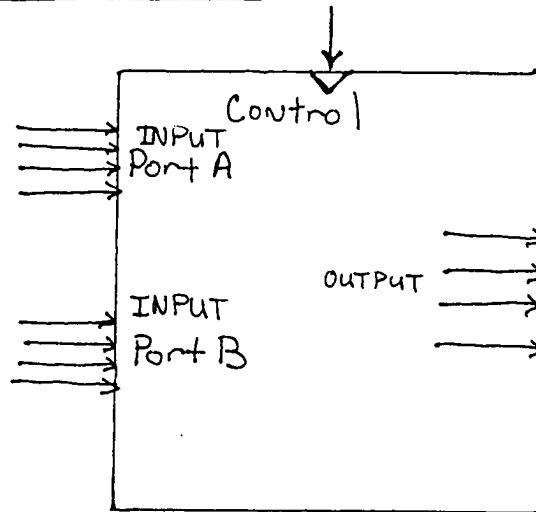 Control
INPUT
Port A
OUTPUT
INPUT
Port B